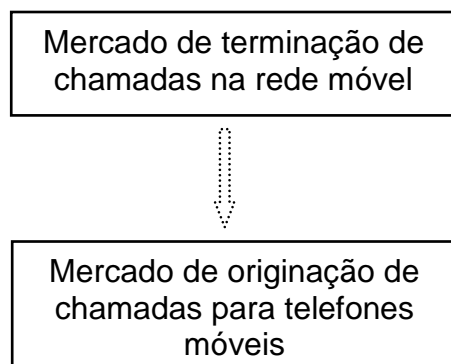 Mercado de terminação de
chamadas na rede móvel
Mercado de originação de
chamadas para telefones
móveis